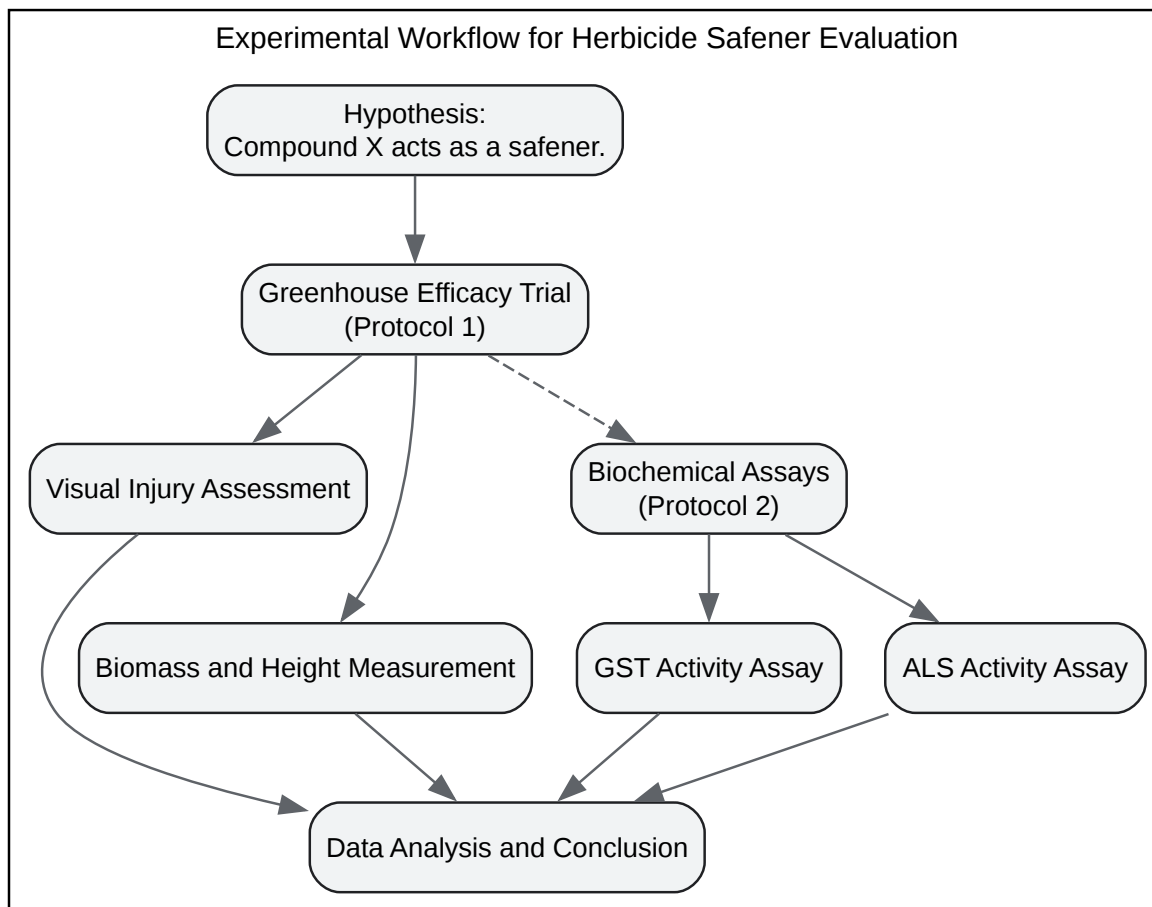 Experimental Workflow for Herbicide Safener Evaluation
Hypothesis:
Compound X acts as a safener.
Greenhouse Efficacy Trial
(Protocol 1)
Visual Injury Assessment
Biochemical Assays
(Protocol 2)
Biomass and Height Measurement
GST Activity Assay
ALS Activity Assay
Data Analysis and Conclusion